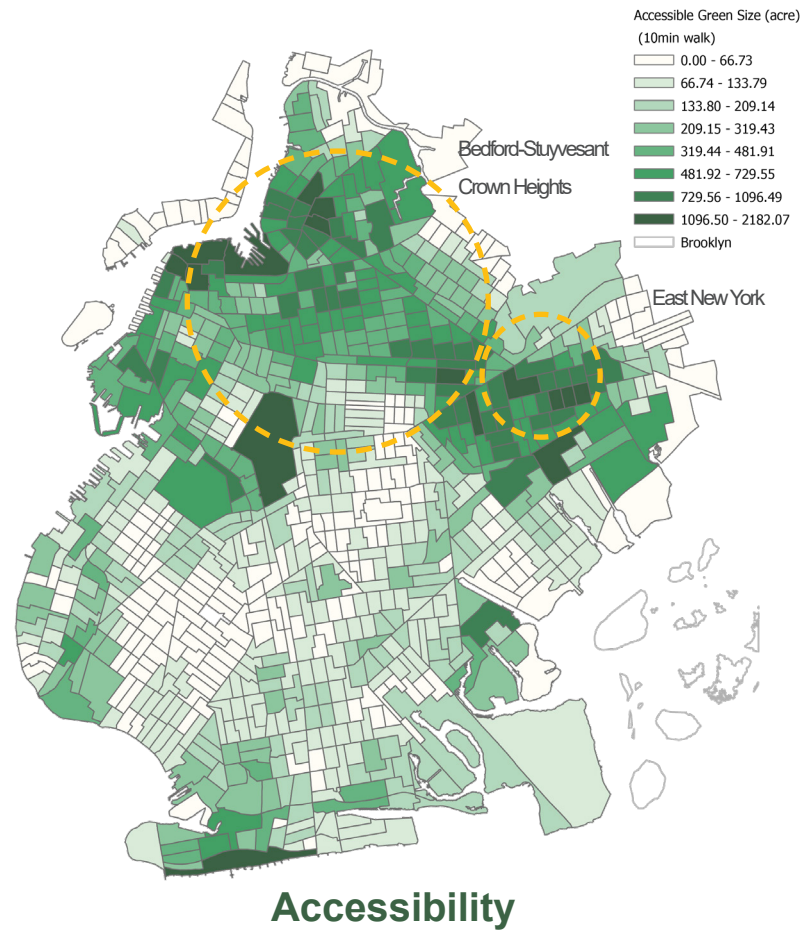 Accessible Green Size (acre)
(10min walk)
0.00 - 66.73
66.74 - 133.79
133.80 - 209.14
209.15 - 319.43
319.44 - 481.91
481.92 - 729.55
729.56 - 1096.49
1096.50 - 2182.07
Brooklyn
Bedford-Stuyvesant
Crown Heights
East New York
Accessibility